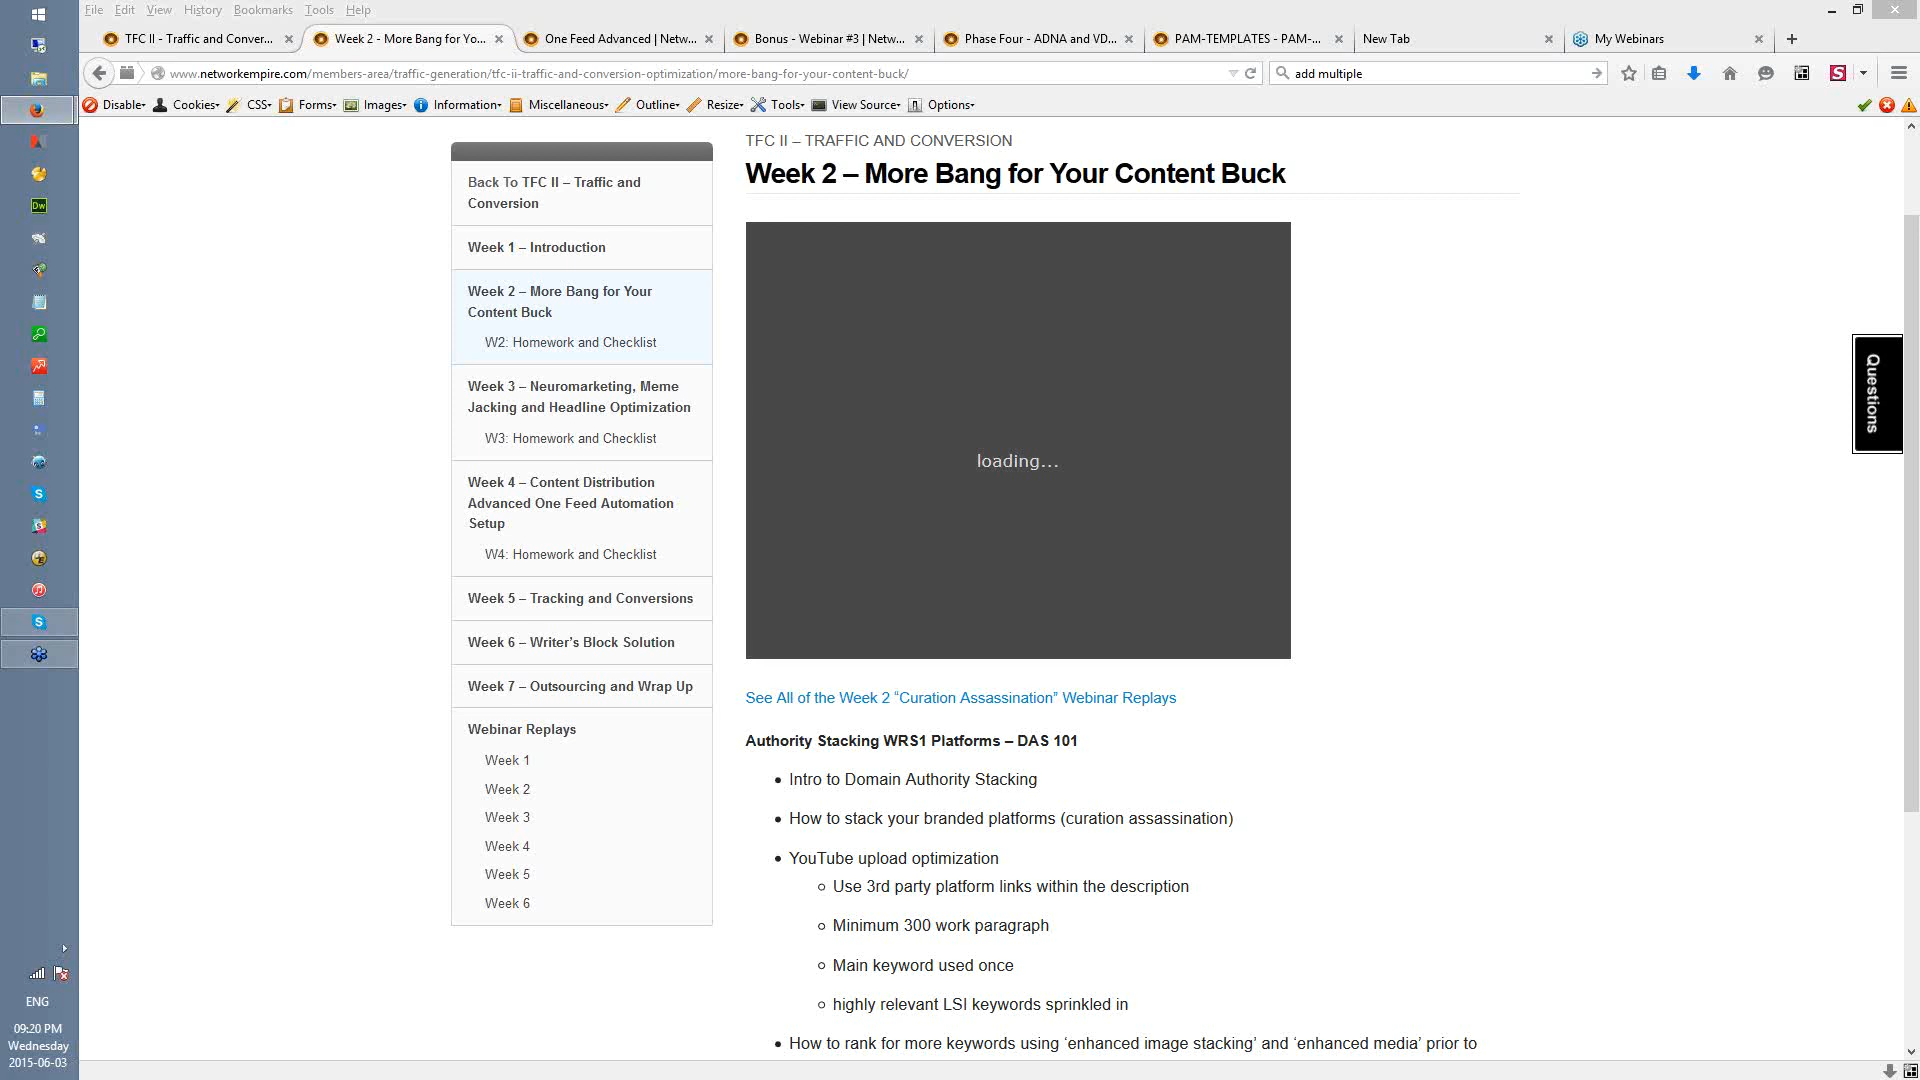 File Edit View History Bookmarks Tools Help
TFC II - Traffic and Conver...
Week 2 - More Bang for Yo...
One Feed Advanced | Netw...
Bonus - Webinar #3 | Netw...
Phase Four - ADNA and VD...
PAM-TEMPLATES - PAM-...
New Tab
My Webinars
www.networkempire.com/members-area/traffic-generation/tfc-ii-traffic-and-conversion-optimization/more-bang-for-your-content-buck/
add multiple
Disable Cookies CSS Forms Images Information Miscellaneous Outline Resize Tools View Source Options
Back To TFC II – Traffic and
Conversion
Week 1 – Introduction
Week 2 – More Bang for Your
Content Buck
W2: Homework and Checklist
Week 3 – Neuromarketing, Meme
Jacking and Headline Optimization
W3: Homework and Checklist
Week 4 – Content Distribution
Advanced One Feed Automation
Setup
W4: Homework and Checklist
Week 5 – Tracking and Conversions
Week 6 – Writer’s Block Solution
Week 7 – Outsourcing and Wrap Up
Webinar Replays
Week 1
Week 2
Week 3
Week 4
Week 5
Week 6
TFC II – TRAFFIC AND CONVERSION
Week 2 – More Bang for Your Content Buck
loading...
See All of the Week 2 “Curation Assassination” Webinar Replays
Authority Stacking WRS1 Platforms – DAS 101
Intro to Domain Authority Stacking
How to stack your branded platforms (curation assassination)
YouTube upload optimization
Use 3rd party platform links within the description
Minimum 300 work paragraph
Main keyword used once
highly relevant LSI keywords sprinkled in
How to rank for more keywords using ‘enhanced image stacking’ and ‘enhanced media’ prior to
Questions
Dw
ENG
09:20 PM
Wednesday
2015-06-03